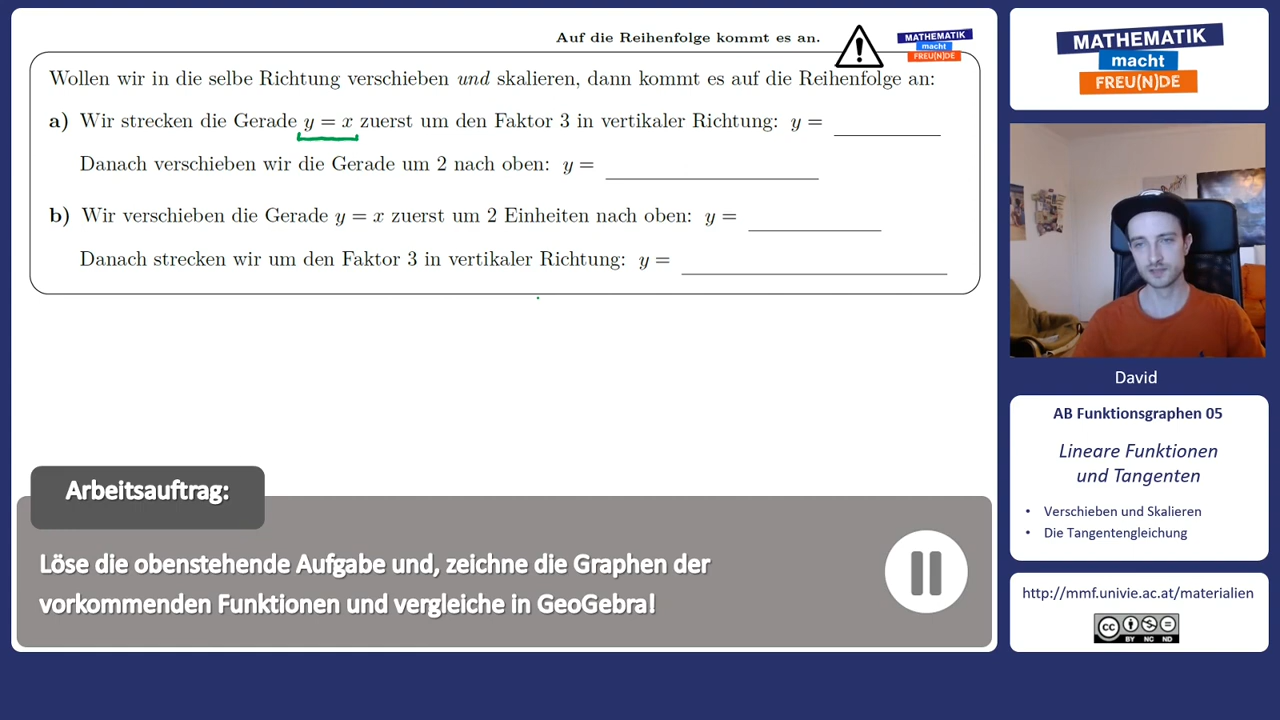 Auf die Reihenfolge kommt es an.
MATHEMATIK
macht
FREU(N)DE
Wollen wir in die selbe Richtung verschieben und skalieren, dann kommt es auf die Reihenfolge an:
a) Wir strecken die Gerade y = x zuerst um den Faktor 3 in vertikaler Richtung: y =
Danach verschieben wir die Gerade um 2 nach oben: y =
b) Wir verschieben die Gerade y = x zuerst um 2 Einheiten nach oben: y =
Danach strecken wir um den Faktor 3 in vertikaler Richtung: y =
Arbeitsauftrag:
Löse die obenstehende Aufgabe und, zeichne die Graphen der
vorkommenden Funktionen und vergleiche in GeoGebra!
MATHEMATIK
macht
FREU(N)DE
David
AB Funktionsgraphen 05
Lineare Funktionen
und Tangenten
• Verschieben und Skalieren
• Die Tangentengleichung
http://mmf.univie.ac.at/materialien
CC
BY NC ND